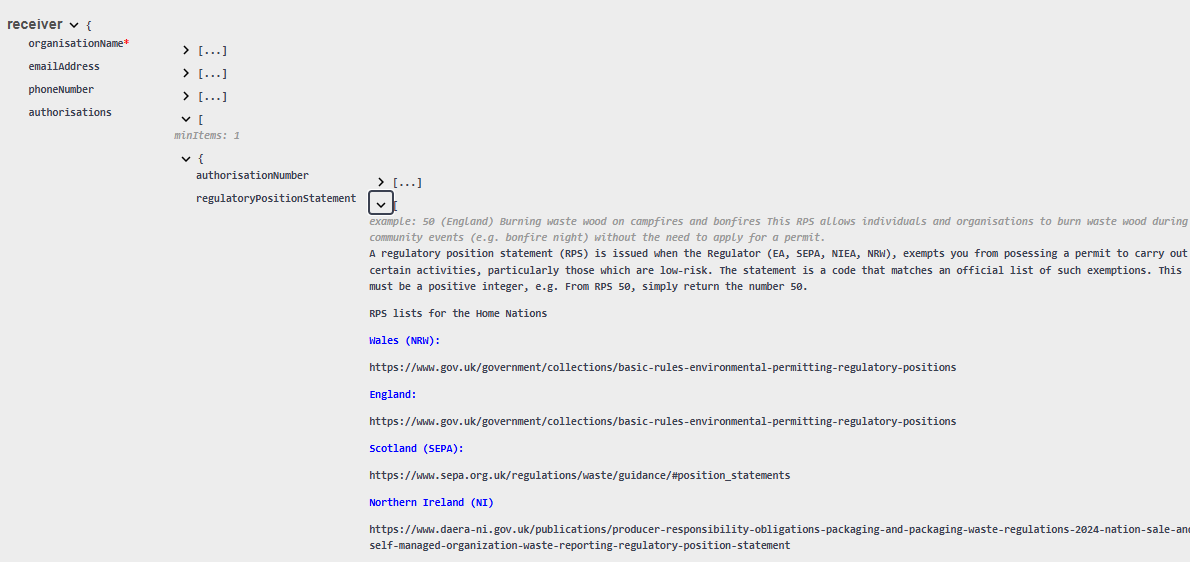 receiver {
organisationName*
[...]
emailAddress
[...]
phoneNumber
[...]
authorisations
[
minItems: 1
{
authorisationNumber
[...]
regulatoryPositionStatement
[
example: 50 (England) Burning waste wood on campfires and bonfires This RPS allows individuals and organisations to burn waste wood during
community events (e.g. bonfire night) without the need to apply for a permit.
A regulatory position statement (RPS) is issued when the Regulator (EA, SEPA, NIEA, NRW), exempts you from posessing a permit to carry out
certain activities, particularly those which are low-risk. The statement is a code that matches an official list of such exemptions. This
must be a positive integer, e.g. From RPS 50, simply return the number 50.
RPS lists for the Home Nations
Wales (NRW):
https://www.gov.uk/government/collections/basic-rules-environmental-permitting-regulatory-positions
England:
https://www.gov.uk/government/collections/basic-rules-environmental-permitting-regulatory-positions
Scotland (SEPA):
https://www.sepa.org.uk/regulations/waste/guidance/#position_statements
Northern Ireland (NI)
https://www.daera-ni.gov.uk/publications/producer-responsibility-obligations-packaging-and-packaging-waste-regulations-2024-nation-sale-and
self-managed-organization-waste-reporting-regulatory-position-statement